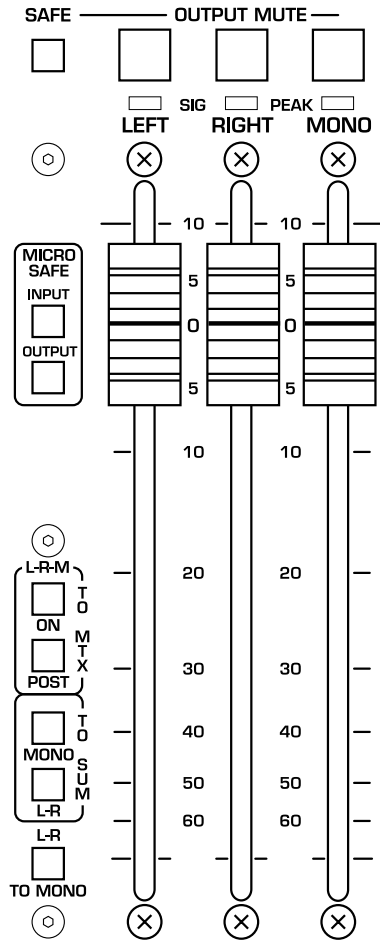 SAFE OUTPUT MUTE
SIG PEAK
LEFT RIGHT MONO
10 10
MICRO
SAFE
INPUT
OUTPUT
5 5
0 0
5 5
10 10
20 20
30 30
40 40
50 50
60 60
L-R-M
TO
MTX
ON
POST
TO
SUM
MONO
L-R
L-R
TO MONO